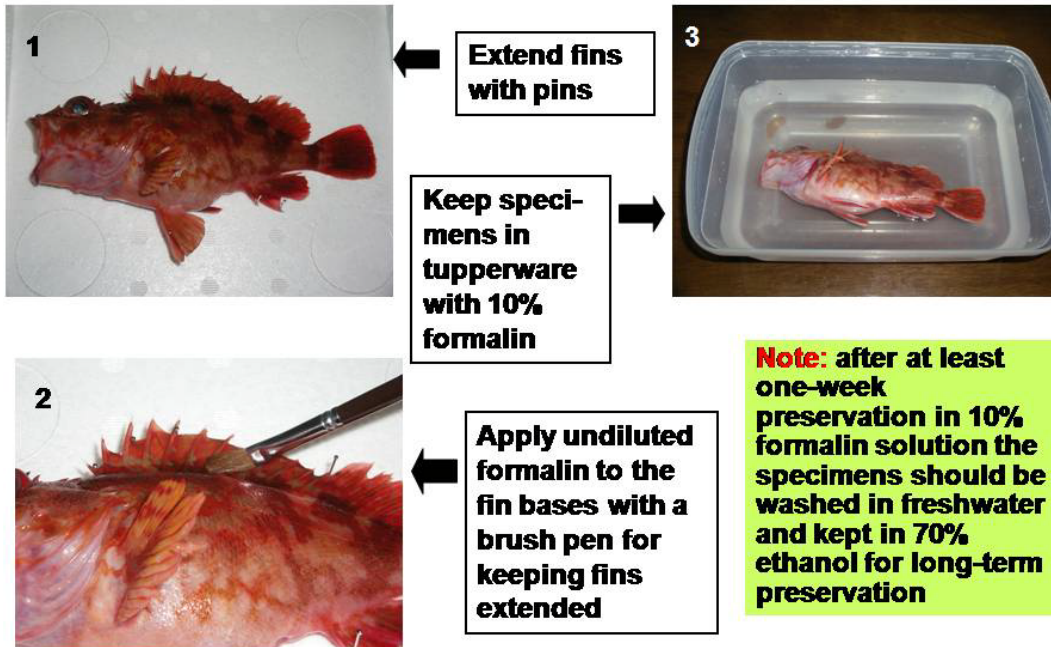 1
Extend fins
with pins
2
Apply undiluted
formalin to the
fin bases with a
brush pen for
keeping fins
extended
3
Keep speci-
mens in
tupperware
with 10%
formalin
Note: after at least
one-week
preservation in 10%
formalin solution the
specimens should be
washed in freshwater
and kept in 70%
ethanol for long-term
preservation